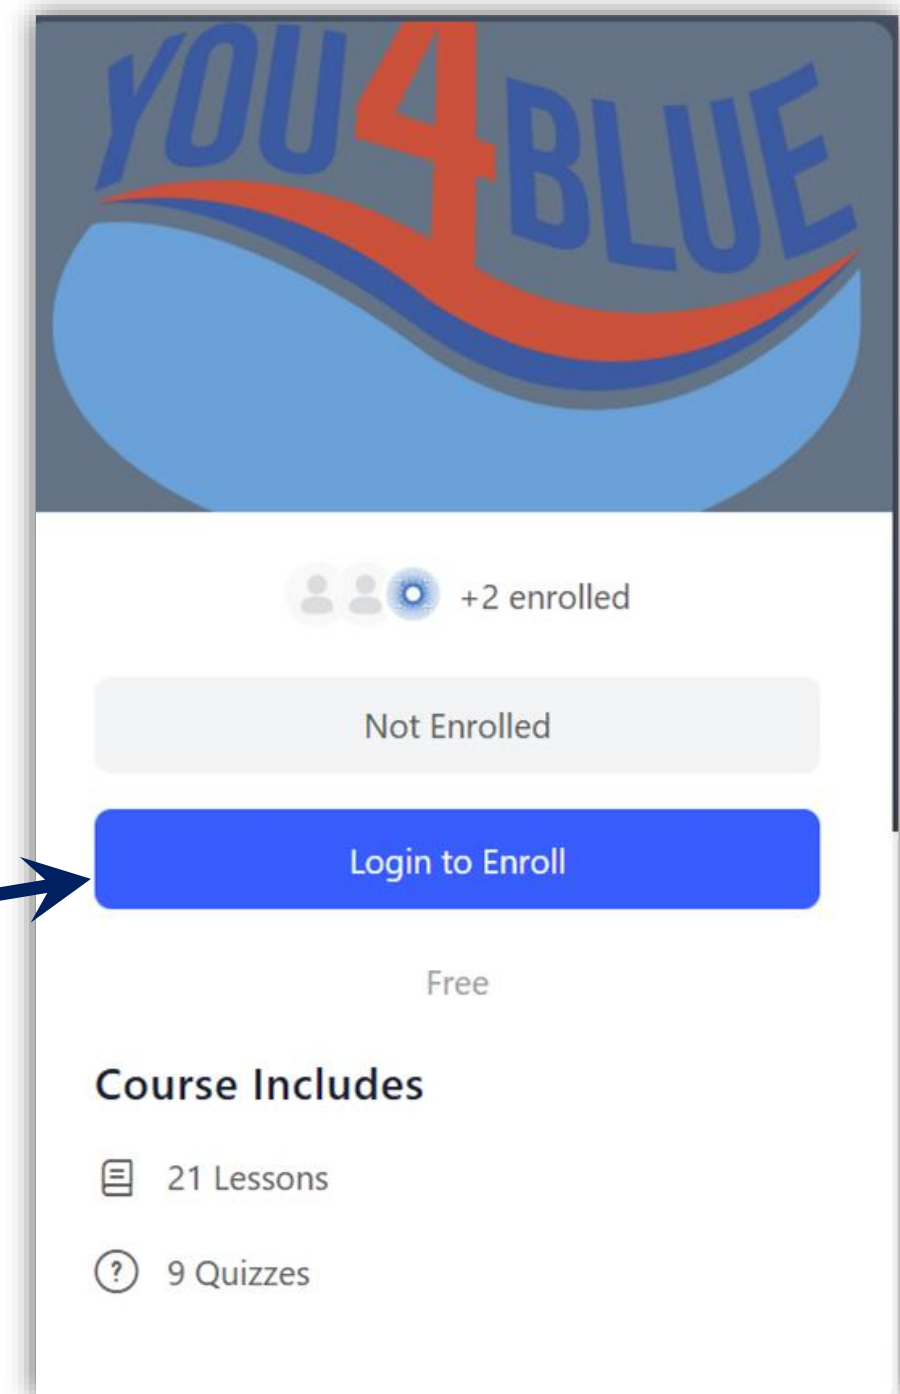 YOU4BLUE
+2 enrolled
Not Enrolled
Login to Enroll
Free
Course Includes
21 Lessons
9 Quizzes